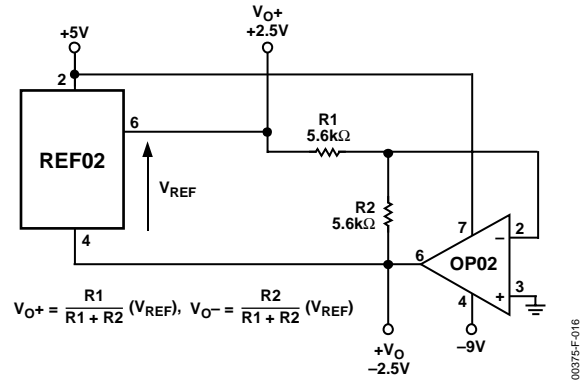 VO+
+2.5V
+5V
2
6
REF02
VREF
4
R1
5.6kΩ
R2
5.6kΩ
7
2
−
6
OP02
+
3
4
−9V
+VO
−2.5V
VO+ = R1 / R1 + R2 (VREF), VO− = R2 / R1 + R2 (VREF)
00375-F-016